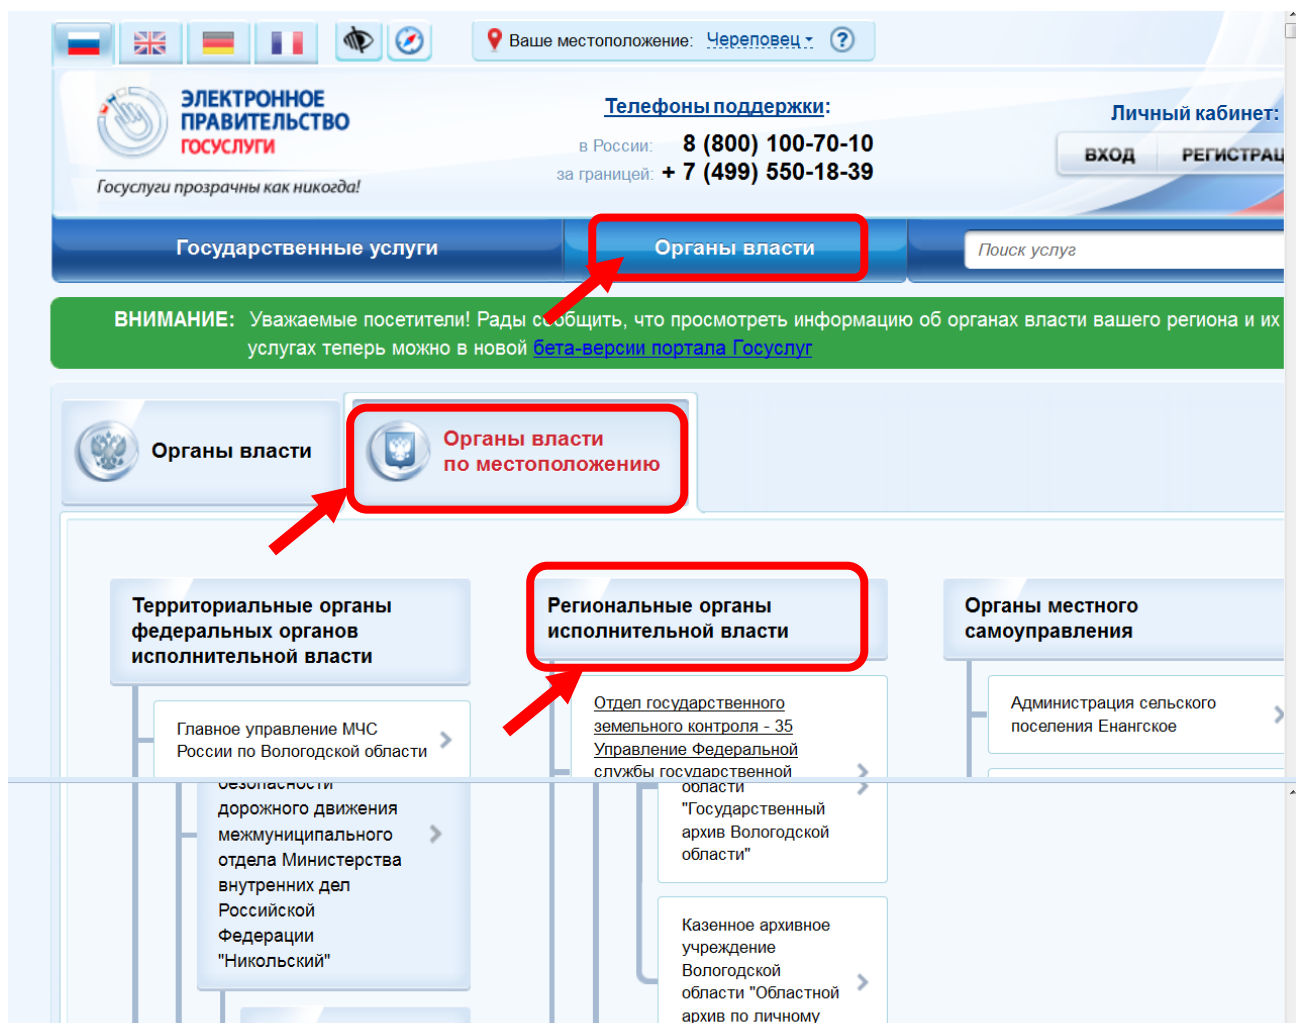 Ваше местоположение: Череповец ?
ЭЛЕКТРОННОЕ
ПРАВИТЕЛЬСТВО
ГОСУСЛУГИ
Госуслуги прозрачны как никогда!
Телефоны поддержки:
в России: 8 (800) 100-70-10
за границей: + 7 (499) 550-18-39
Личный кабинет:
ВХОД РЕГИСТРАЦ
Государственные услуги
Органы власти
Поиск услуг
ВНИМАНИЕ: Уважаемые посетители! Рады сообщить, что просмотреть информацию об органах власти вашего региона и их
услугах теперь можно в новой бета-версии портала Госуслуг
Органы власти
Органы власти
по местоположению
Территориальные органы
федеральных органов
исполнительной власти
Главное управление МЧС
России по Вологодской области
безопасности
дорожного движения
межмуниципального
отдела Министерства
внутренних дел
Российской
Федерации
"Никольский"
Региональные органы
исполнительной власти
Отдел государственного
земельного контроля - 35
Управление Федеральной
службы государственной
области
"Государственный
архив Вологодской
области"
Казенное архивное
учреждение
Вологодской
области "Областной
архив по личному
Органы местного
самоуправления
Администрация сельского
поселения Енангское